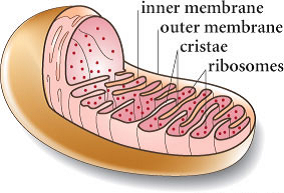 inner membrane
outer membrane
cristae
ribosomes